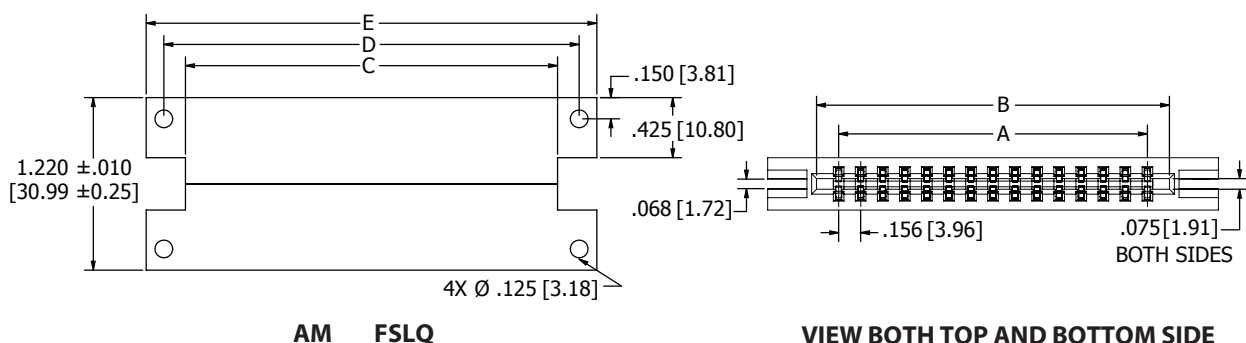 E
D
C
.150 [3.81]
.425 [10.80]
1.220 ±.010
[30.99 ±0.25]
4X Ø .125 [3.18]
AM FSLQ
B
A
.068 [1.72]
.156 [3.96]
.075[1.91]
BOTH SIDES
VIEW BOTH TOP AND BOTTOM SIDE